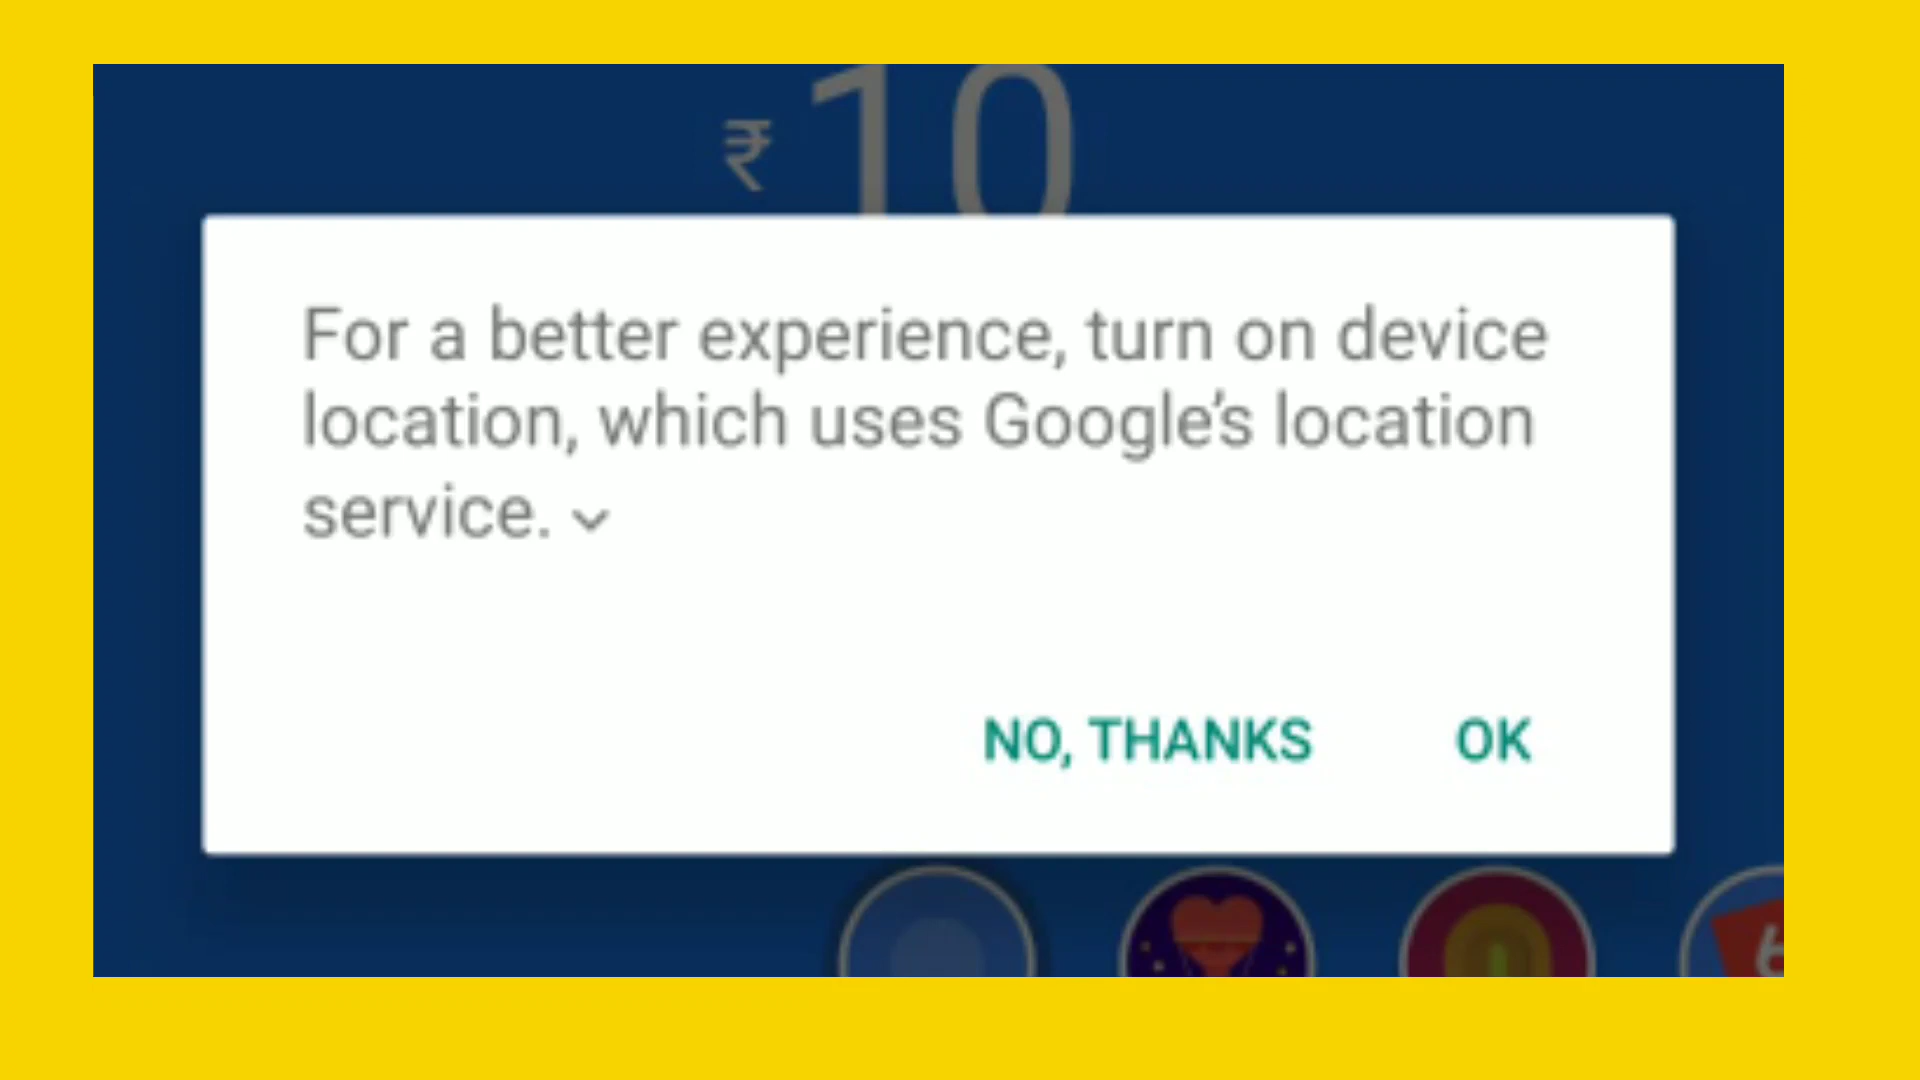 ₹10
For a better experience, turn on device
location, which uses Google’s location
service.
NO, THANKS OK